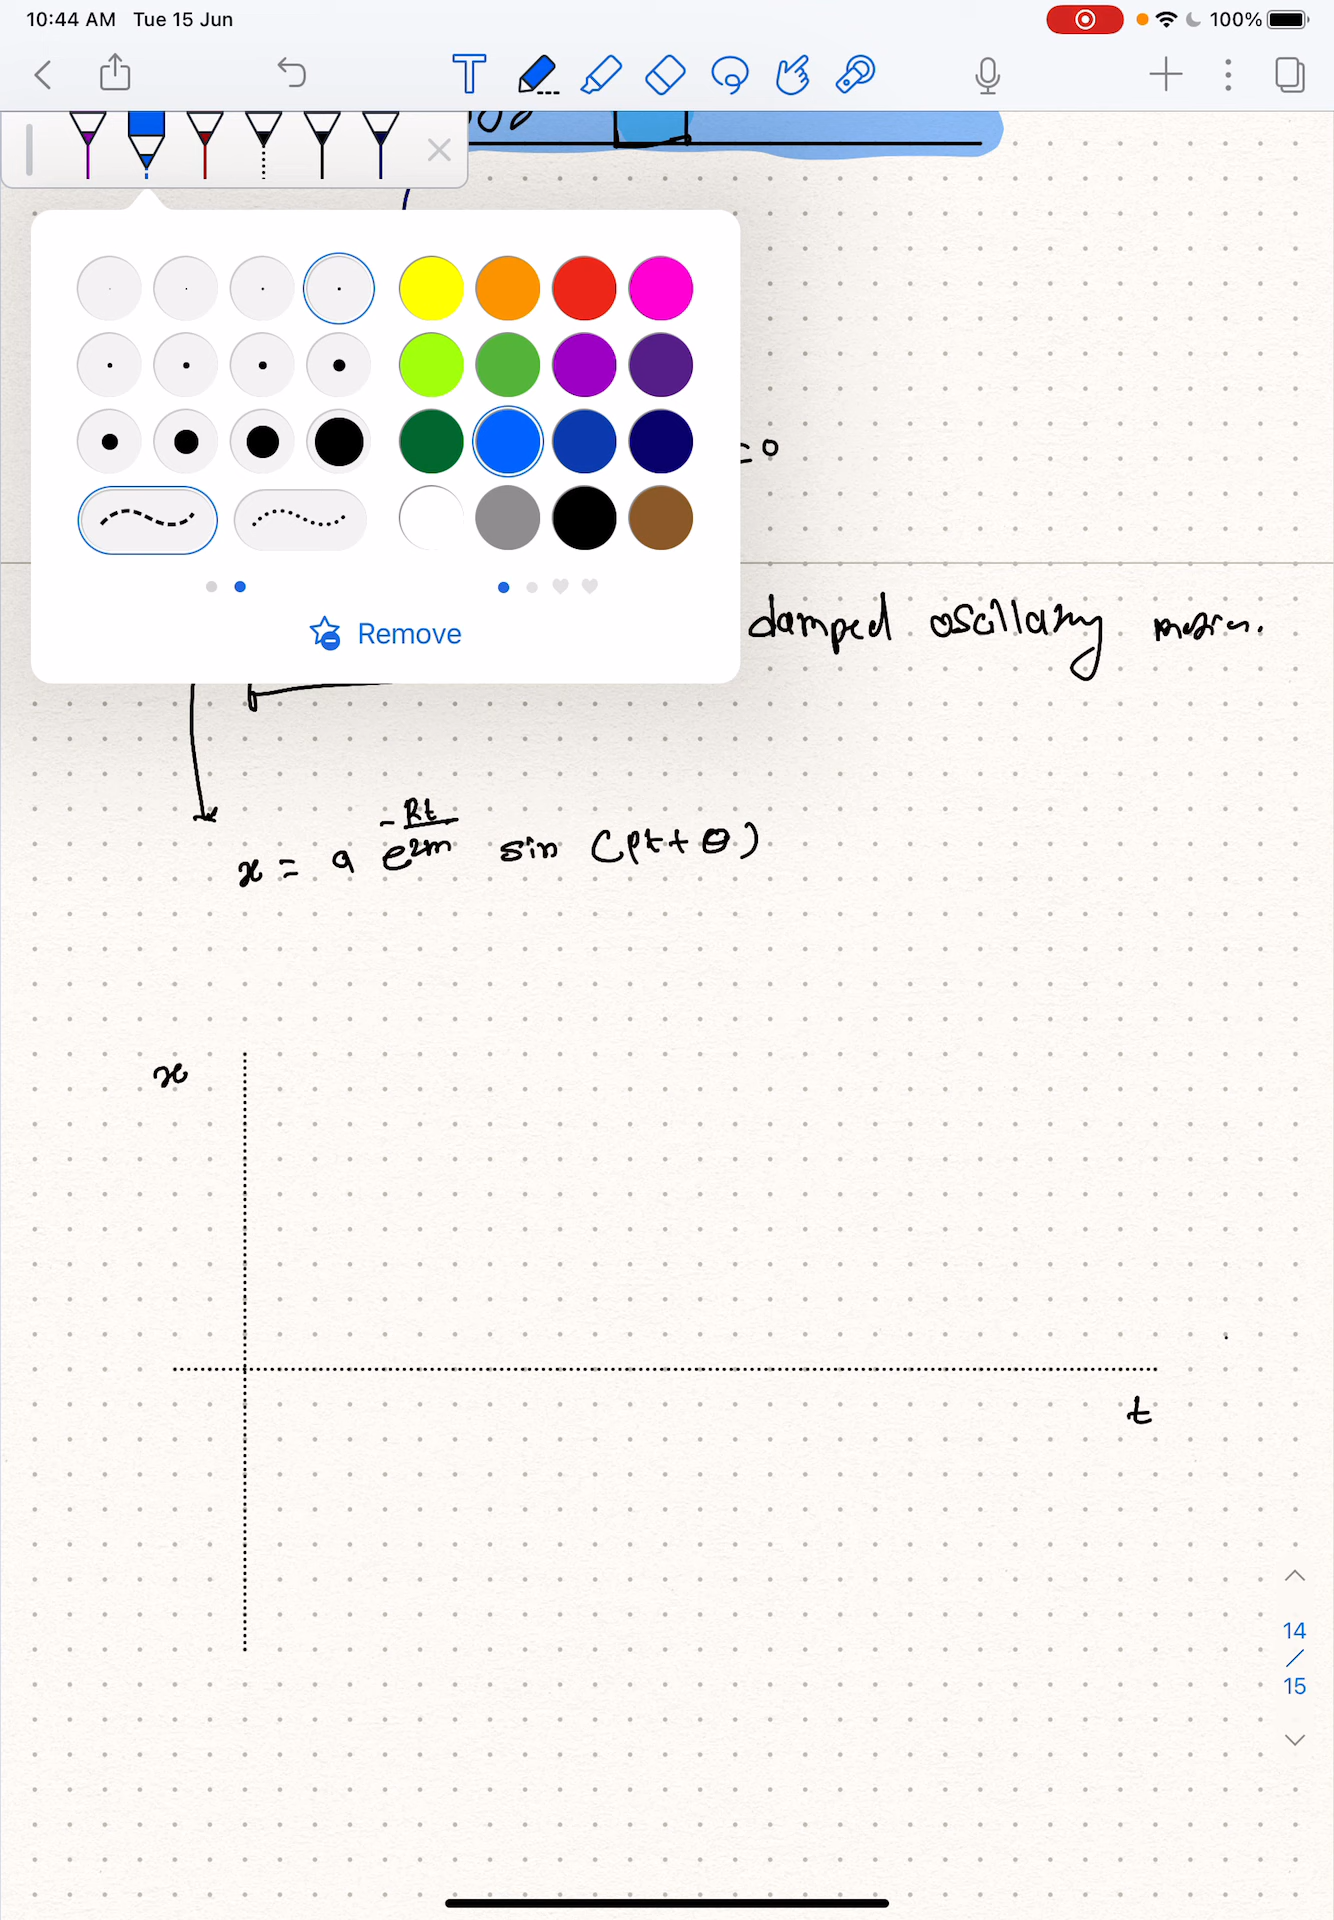 10:44 AM Tue 15 Jun 100%
T
= 0
Remove
damped oscillatory motion.
x = a e^{-Rt/2m} sin (pt + θ)
x
t
14
/
15